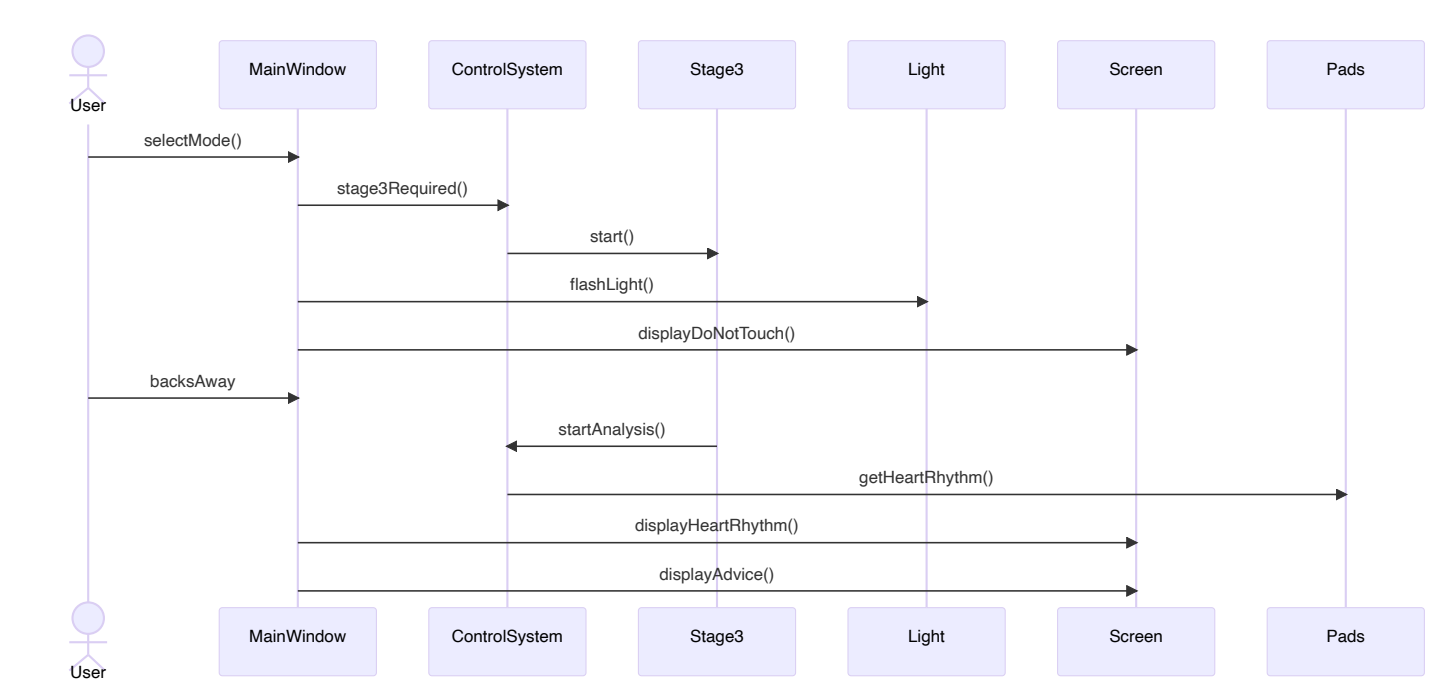 User
MainWindow
ControlSystem
Stage3
Light
Screen
Pads
selectMode()
stage3Required()
start()
flashLight()
displayDoNotTouch()
backsAway
startAnalysis()
getHeartRhythm()
displayHeartRhythm()
displayAdvice()
User
MainWindow
ControlSystem
Stage3
Light
Screen
Pads